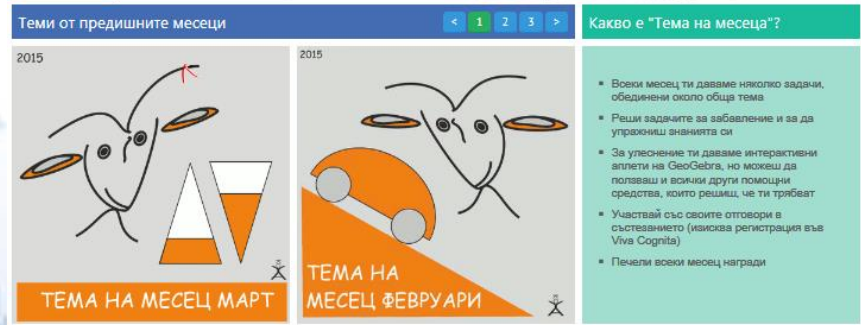 Теми от предишните месеци
< 1 2 3 >
Какво е "Тема на месеца"?
2015
ТЕМА НА МЕСЕЦ МАРТ
2015
ТЕМА НА
МЕСЕЦ ФЕВРУАРИ
Всеки месец ти даваме няколко задачи,
обединени около обща тема
Реши задачите за забавление и за да
упражниш знанията си
За улеснение ти даваме интерактивни
аплети на GeoGebra, но можеш да
ползваш и всички други помощни
средства, които решиш, че ти трябват
Участвай със своите отговори в
състезанието (изисква регистрация във
Viva Cognita)
Печели всеки месец награди